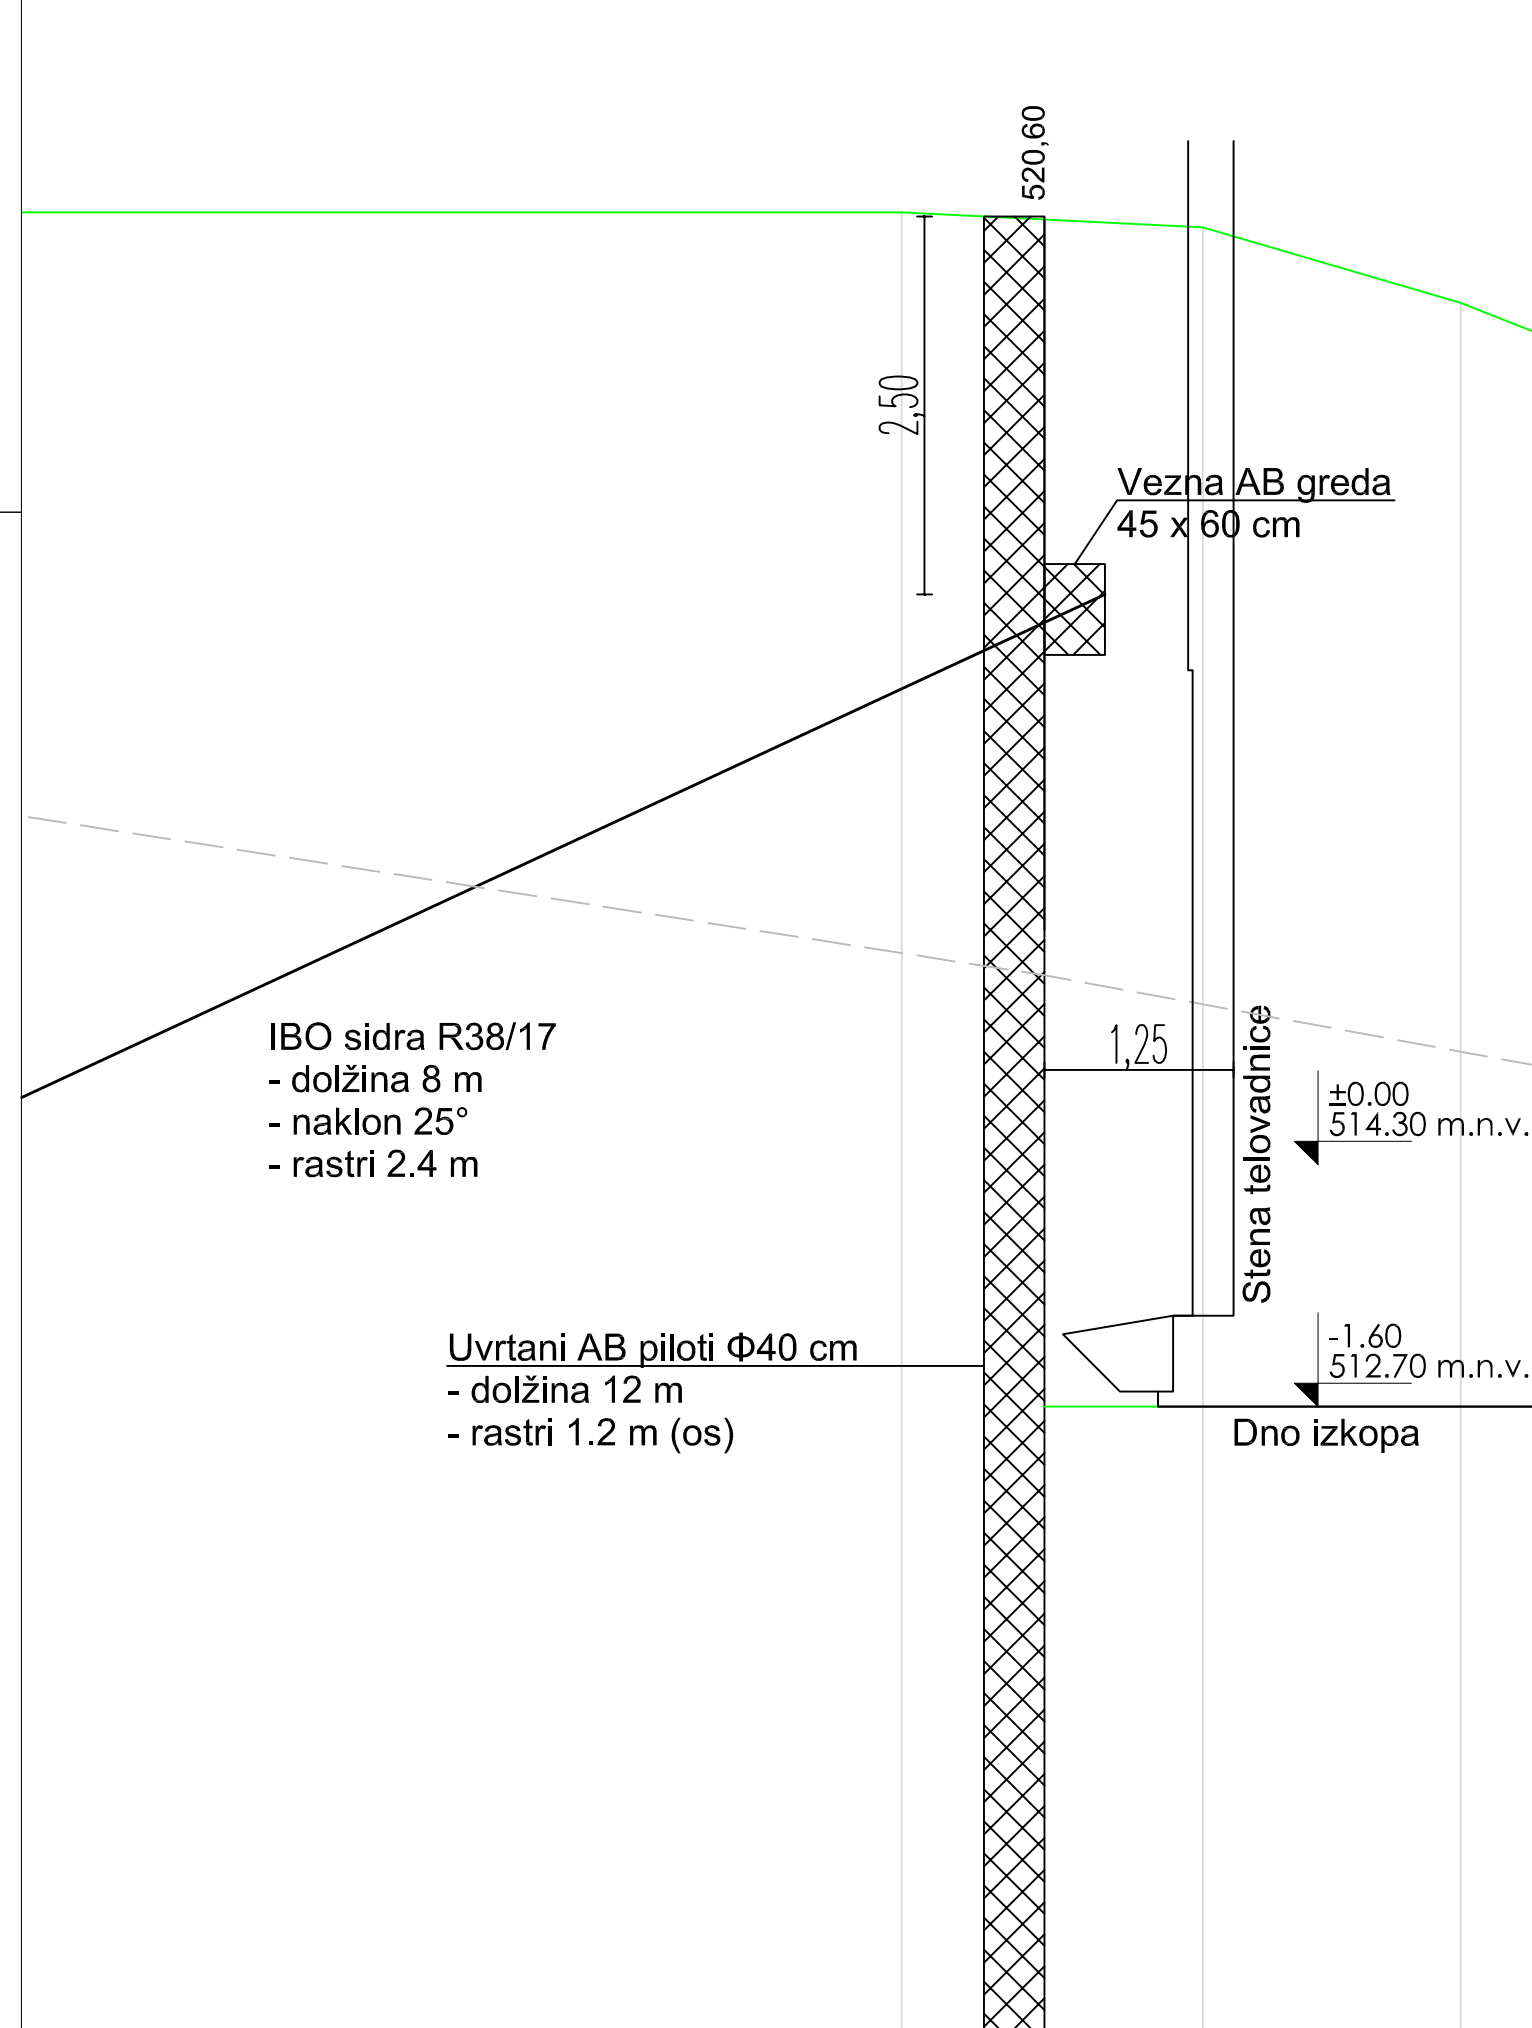 520,60
2,50
Vezna AB greda
45 x 60 cm
IBO sidra R38/17
- dolžina 8 m
- naklon 25°
- rastri 2.4 m
1,25
Stena telovadnice
±0.00
514.30 m.n.v.
Uvrtani AB piloti Φ40 cm
- dolžina 12 m
- rastri 1.2 m (os)
-1.60
512.70 m.n.v.
Dno izkopa